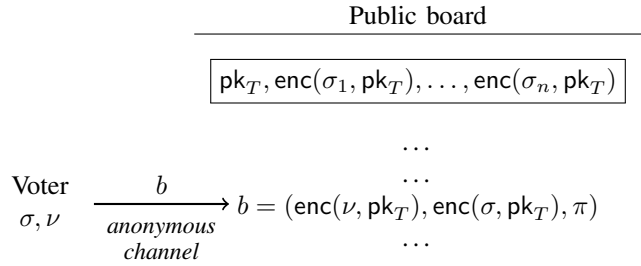 Public board
pk_T, enc(σ_1, pk_T), . . . , enc(σ_n, pk_T)
. . .
. . .
Voter
σ, ν
b
anonymous
channel
b = (enc(ν, pk_T), enc(σ, pk_T), π)
. . .